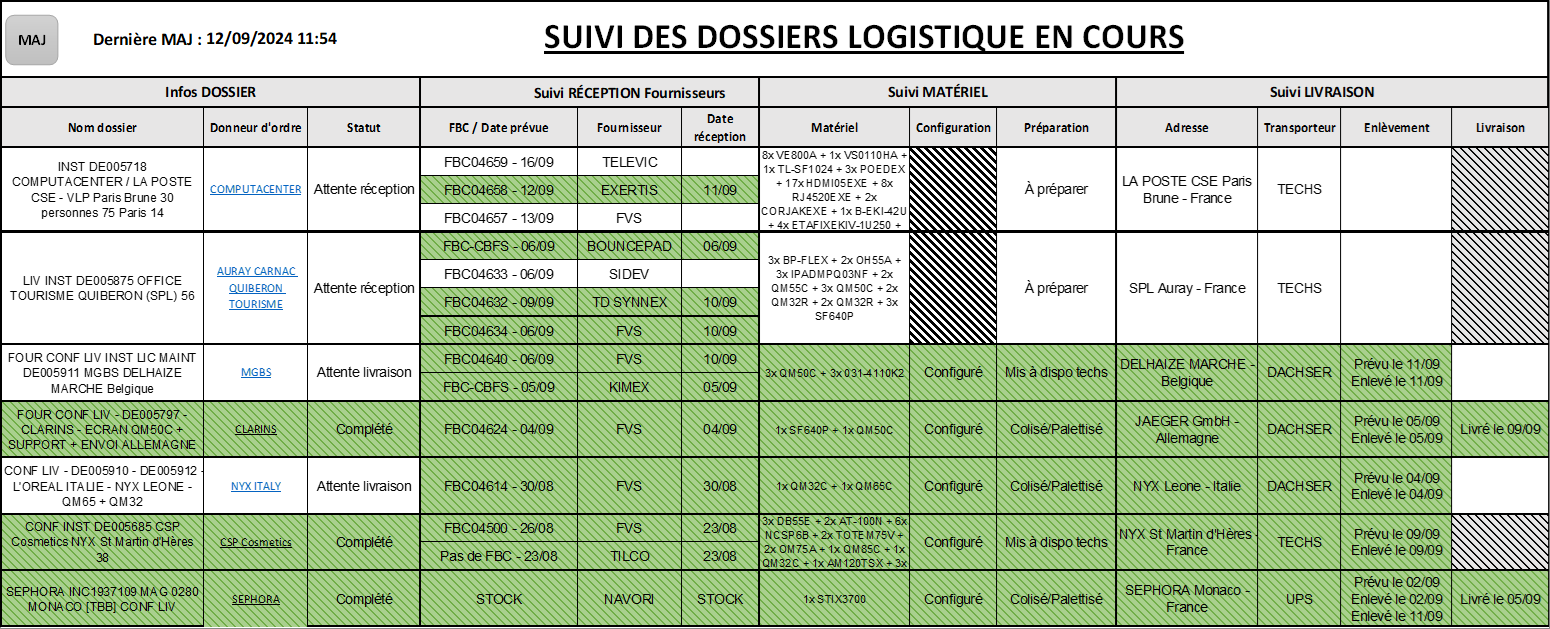 MAJ
Dernière MAJ : 12/09/2024 11:54
SUIVI DES DOSSIERS LOGISTIQUE EN COURS
Infos DOSSIER
Suivi RÉCEPTION Fournisseurs
Suivi MATÉRIEL
Suivi LIVRAISON
Nom dossier
Donneur d'ordre
Statut
FBC / Date prévue
Fournisseur
Date
réception
Matériel
Configuration
Préparation
Adresse
Transporteur
Enlèvement
Livraison
INST DE005718
COMPUTACENTER / LA POSTE
CSE - VLP Paris Brune 30
personnes 75 Paris 14
COMPUTACENTER
Attente réception
FBC04659 - 16/09
TELEVIC
FBC04658 - 12/09
EXERTIS
11/09
FBC04657 - 13/09
FVS
8x VE800A + 1x VS0110HA +
1x TL-SF1024 + 3x POEDEX
+ 17x HDMI05EXE + 8x
RJ4520EXE + 2x
CORJAKEXE + 1x B-EKI-42U
+ 4x ETAFIXEKIV-1U250 +
À préparer
LA POSTE CSE Paris
Brune - France
TECHS
LIV INST DE005875 OFFICE
TOURISME QUIBERON (SPL) 56
AURAY CARNAC
QUIBERON
TOURISME
Attente réception
FBC-CBFS - 06/09
BOUNCEPAD
06/09
FBC04633 - 06/09
SIDEV
FBC04632 - 09/09
TD SYNNEX
10/09
FBC04634 - 06/09
FVS
10/09
3x BP-FLEX + 2x OH55A +
3x IPADMPQ03NF + 2x
QM55C + 3x QM50C + 2x
QM32R + 2x QM32R + 3x
SF640P
À préparer
SPL Auray - France
TECHS
FOUR CONF LIV INST LIC MAINT
DE005911 MGBS DELHAIZE
MARCHE Belgique
MGBS
Attente livraison
FBC04640 - 06/09
FVS
10/09
FBC-CBFS - 05/09
KIMEX
05/09
3x QM50C + 3x 031-4110K2
Configuré
Mis à dispo techs
DELHAIZE MARCHE -
Belgique
DACHSER
Prévu le 11/09
Enlevé le 11/09
FOUR CONF LIV - DE005797 -
CLARINS - ECRAN QM50C +
SUPPORT + ENVOI ALLEMAGNE
CLARINS
Complété
FBC04624 - 04/09
FVS
04/09
1x SF640P + 1x QM50C
Configuré
Colisé/Palettisé
JAEGER GmbH -
Allemagne
DACHSER
Prévu le 05/09
Enlevé le 05/09
Livré le 09/09
CONF LIV - DE005910 - DE005912 -
L'OREAL ITALIE - NYX LEONE -
QM65 + QM32
NYX ITALY
Attente livraison
FBC04614 - 30/08
FVS
30/08
1x QM32C + 1x QM65C
Configuré
Colisé/Palettisé
NYX Leone - Italie
DACHSER
Prévu le 04/09
Enlevé le 04/09
CONF INST DE005685 CSP
Cosmetics NYX St Martin d'Hères
38
CSP Cosmetics
Complété
FBC04500 - 26/08
FVS
23/08
Pas de FBC - 23/08
TILCO
23/08
3x DB55E + 2x AT-100N + 6x
NCSP6B + 2x TOTEM75V +
2x OM75A + 1x QM85C + 1x
QM32C + 1x AM120TSX + 3x
Configuré
Mis à dispo techs
NYX St Martin d'Hères -
France
TECHS
Prévu le 09/09
Enlevé le 09/09
SEPHORA INC1937109 MAG 0280
MONACO [TBB] CONF LIV
SEPHORA
Complété
STOCK
NAVORI
STOCK
1x STIX3700
Configuré
Colisé/Palettisé
SEPHORA Monaco -
France
UPS
Prévu le 02/09
Enlevé le 02/09
Enlevé le 11/09
Livré le 05/09